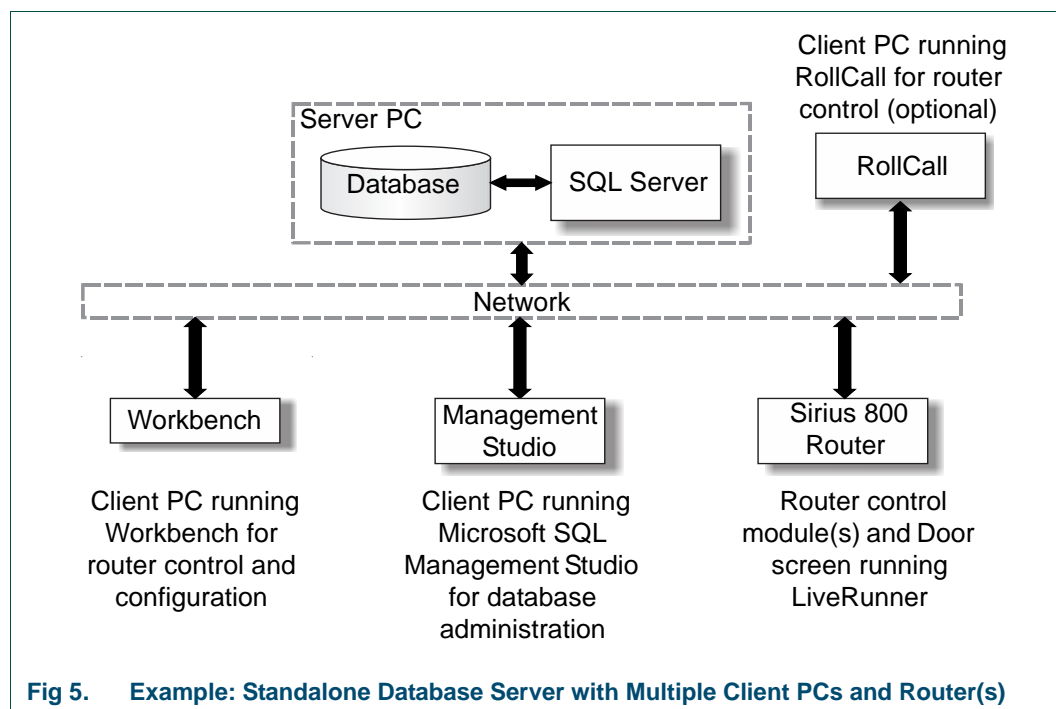 Client PC running
RollCall for router
control (optional)
Server PC
Database
SQL Server
RollCall
Network
Workbench
Management
Studio
Sirius 800
Router
Client PC running
Workbench for
router control and
configuration
Client PC running
Microsoft SQL
Management Studio
for database
administration
Router control
module(s) and Door
screen running
LiveRunner
Fig 5. Example: Standalone Database Server with Multiple Client PCs and Router(s)